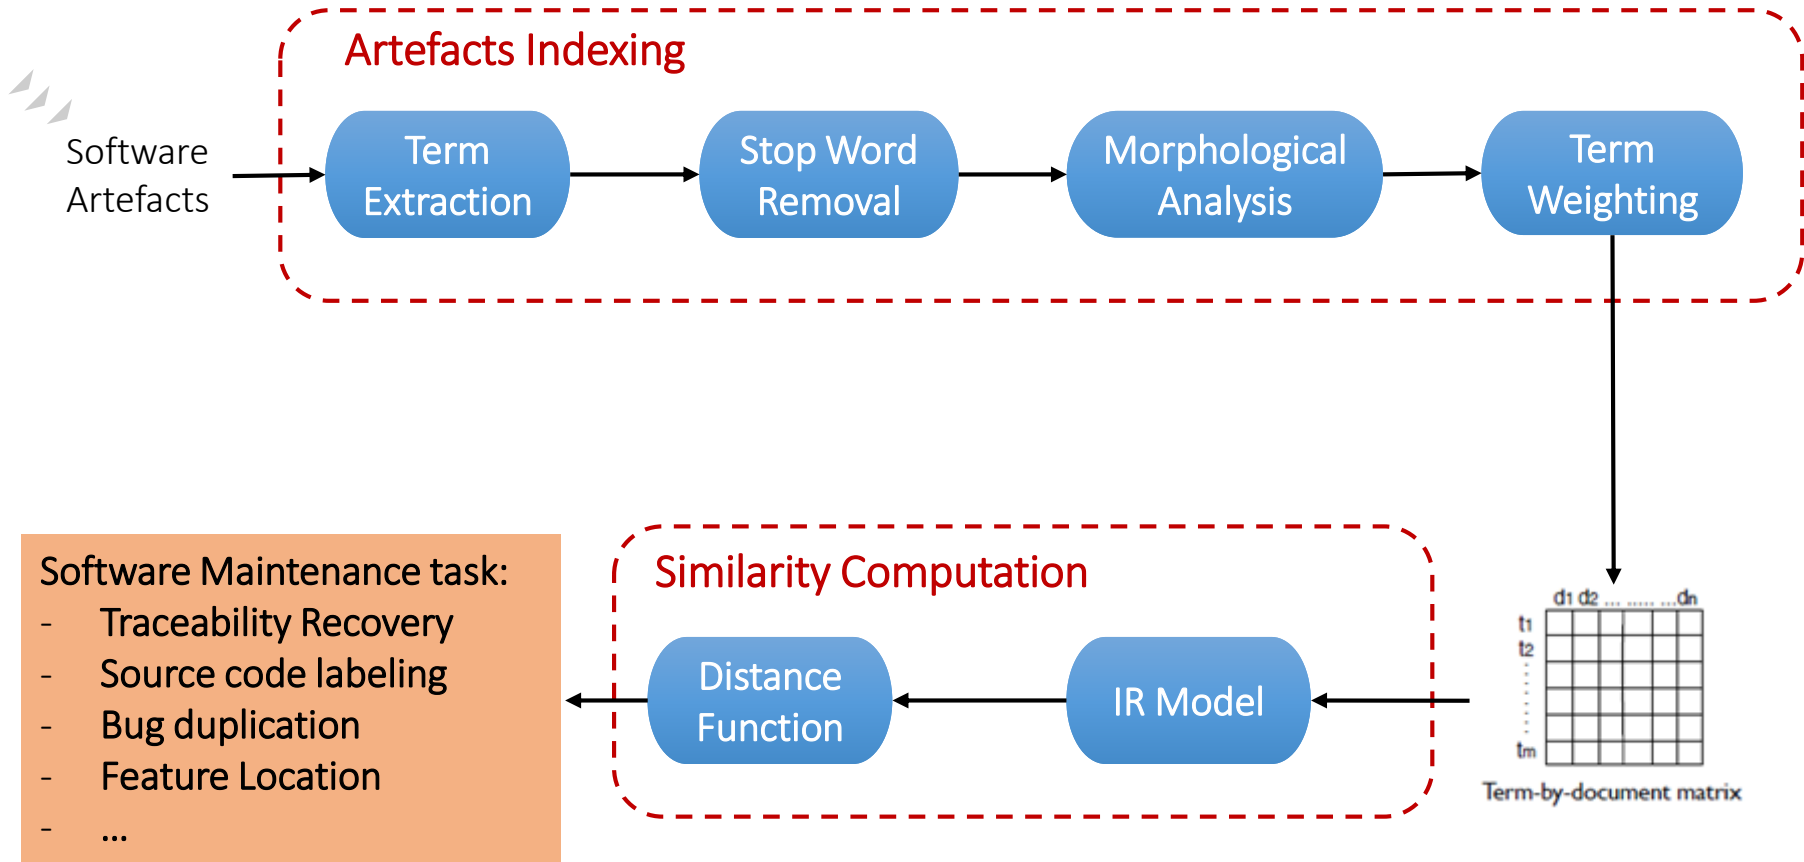 Artefacts Indexing
Software
Artefacts
Term
Extraction
Stop Word
Removal
Morphological
Analysis
Term
Weighting
d1 d2 ... ..... ...dn
t1
t2
tm
Term-by-document matrix
Similarity Computation
IR Model
Distance
Function
Software Maintenance task:
- Traceability Recovery
- Source code labeling
- Bug duplication
- Feature Location
- ...